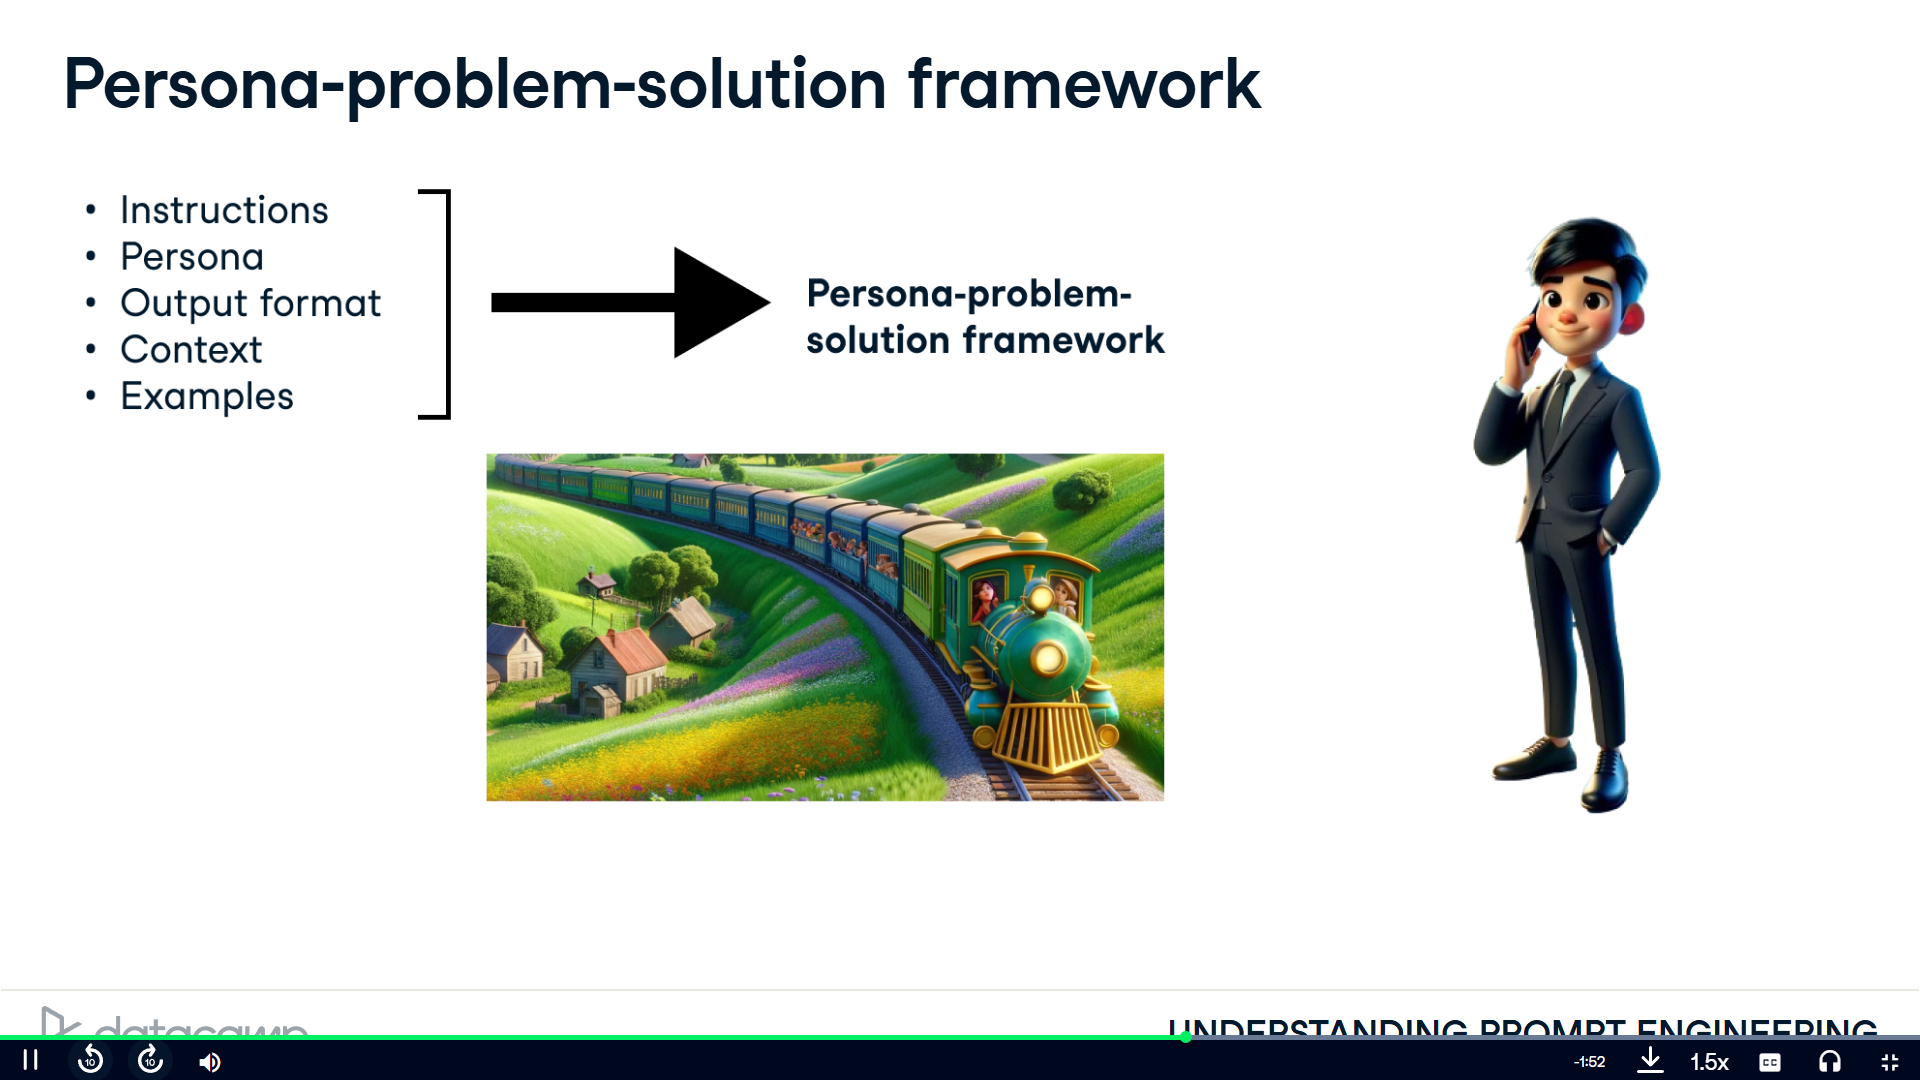 Persona-problem-solution framework
• Instructions
• Persona
• Output format
• Context
• Examples
Persona-problem-
solution framework
datacamp
UNDERSTANDING PROMPT ENGINEERING
10
10
-1:52
1.5x
CC